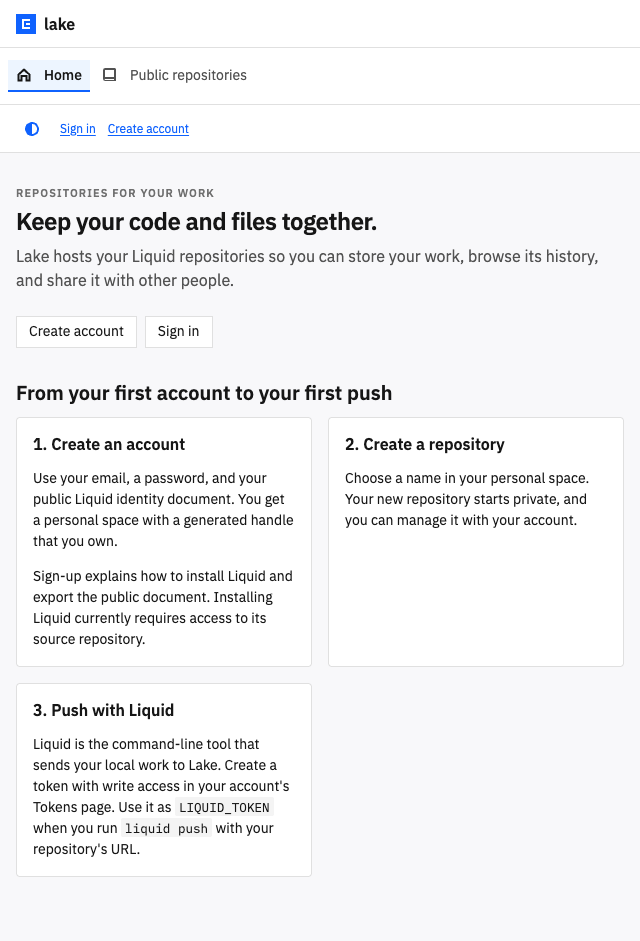 lake
Home
Public repositories
Sign in
Create account
REPOSITORIES FOR YOUR WORK
Keep your code and files together.
Lake hosts your Liquid repositories so you can store your work, browse its history,
and share it with other people.
Create account
Sign in
From your first account to your first push
1. Create an account
Use your email, a password, and your
public Liquid identity document. You get
a personal space with a generated handle
that you own.
Sign-up explains how to install Liquid and
export the public document. Installing
Liquid currently requires access to its
source repository.
2. Create a repository
Choose a name in your personal space.
Your new repository starts private, and
you can manage it with your account.
3. Push with Liquid
Liquid is the command-line tool that
sends your local work to Lake. Create a
token with write access in your account's
Tokens page. Use it as LIQUID_TOKEN
when you run liquid push with your
repository's URL.